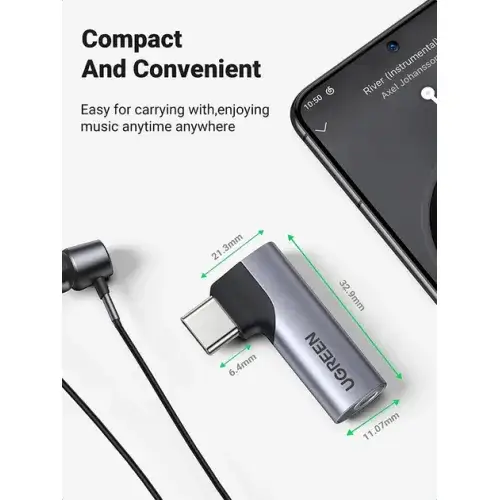 Compact
And Convenient
Easy for carrying with,enjoying
music anytime anywhere
10:50
River (Instrumental)
Axel Johansson
21.3mm
32.9mm
6.4mm
UGREEN
11.07mm